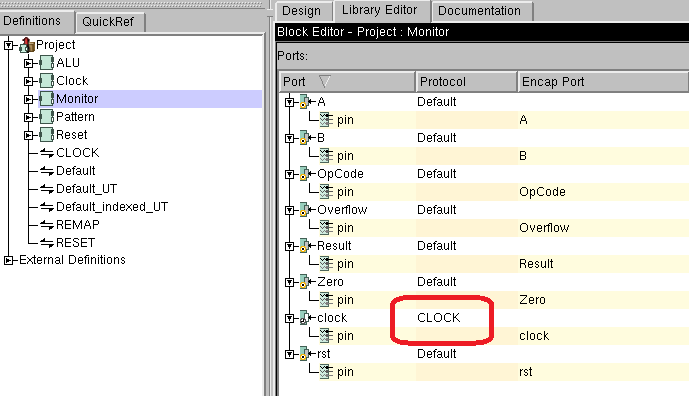 Definitions
QuickRef
Project
ALU
Clock
Monitor
Pattern
Reset
CLOCK
Default
Default_UT
Default_indexed_UT
REMAP
RESET
External Definitions
Design
Library Editor
Documentation
Block Editor - Project : Monitor
Ports:
Port Protocol Encap Port
A Default
pin A
B Default
pin B
OpCode Default
pin OpCode
Overflow Default
pin Overflow
Result Default
pin Result
Zero Default
pin Zero
clock CLOCK
pin clock
rst Default
pin rst